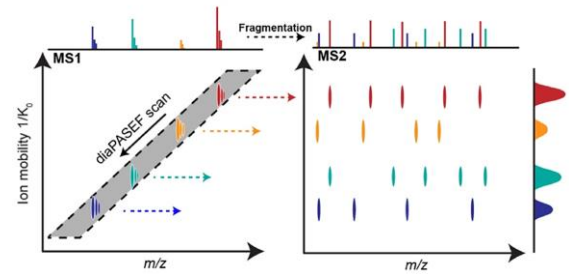 Fragmentation
MS1
MS2
Ion mobility 1/K0
diaPASEF scan
m/z
m/z